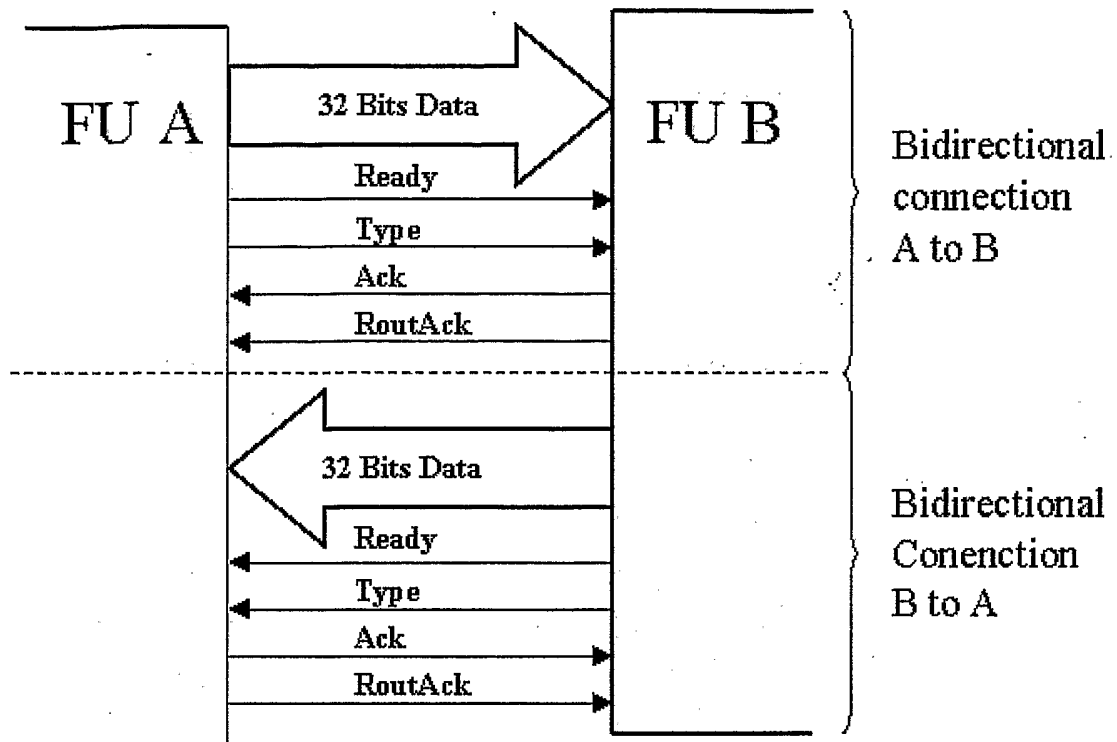 FU A
32 Bits Data
FU B
Ready
Type
Ack
RoutAck
Bidirectional
connection
A to B
32 Bits Data
Ready
Type
Ack
RoutAck
Bidirectional
Conenction
B to A